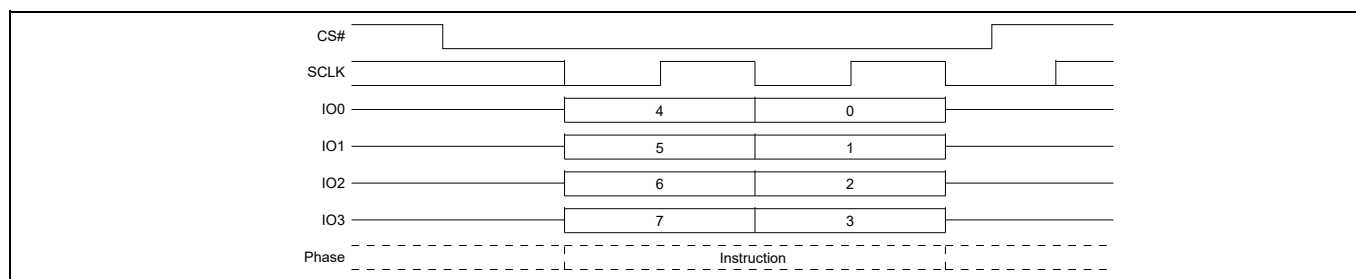 CS#
SCLK
IO0 4 0
IO1 5 1
IO2 6 2
IO3 7 3
Phase Instruction